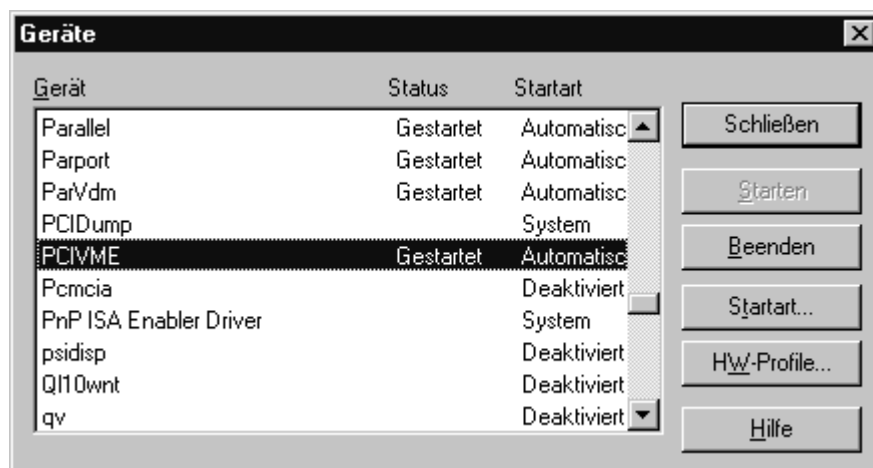 Geräte
Gerät Status Startart
Parallel Gestartet Automatisc
Parport Gestartet Automatisc
ParVdm Gestartet Automatisc
PCIDump System
PCIVME Gestartet Automatisc
Pcmcia Deaktiviert
PnP ISA Enabler Driver System
psidisp Deaktiviert
Ql10wnt Deaktiviert
qv Deaktiviert
Schließen
Starten
Beenden
Startart...
HW-Profile...
Hilfe